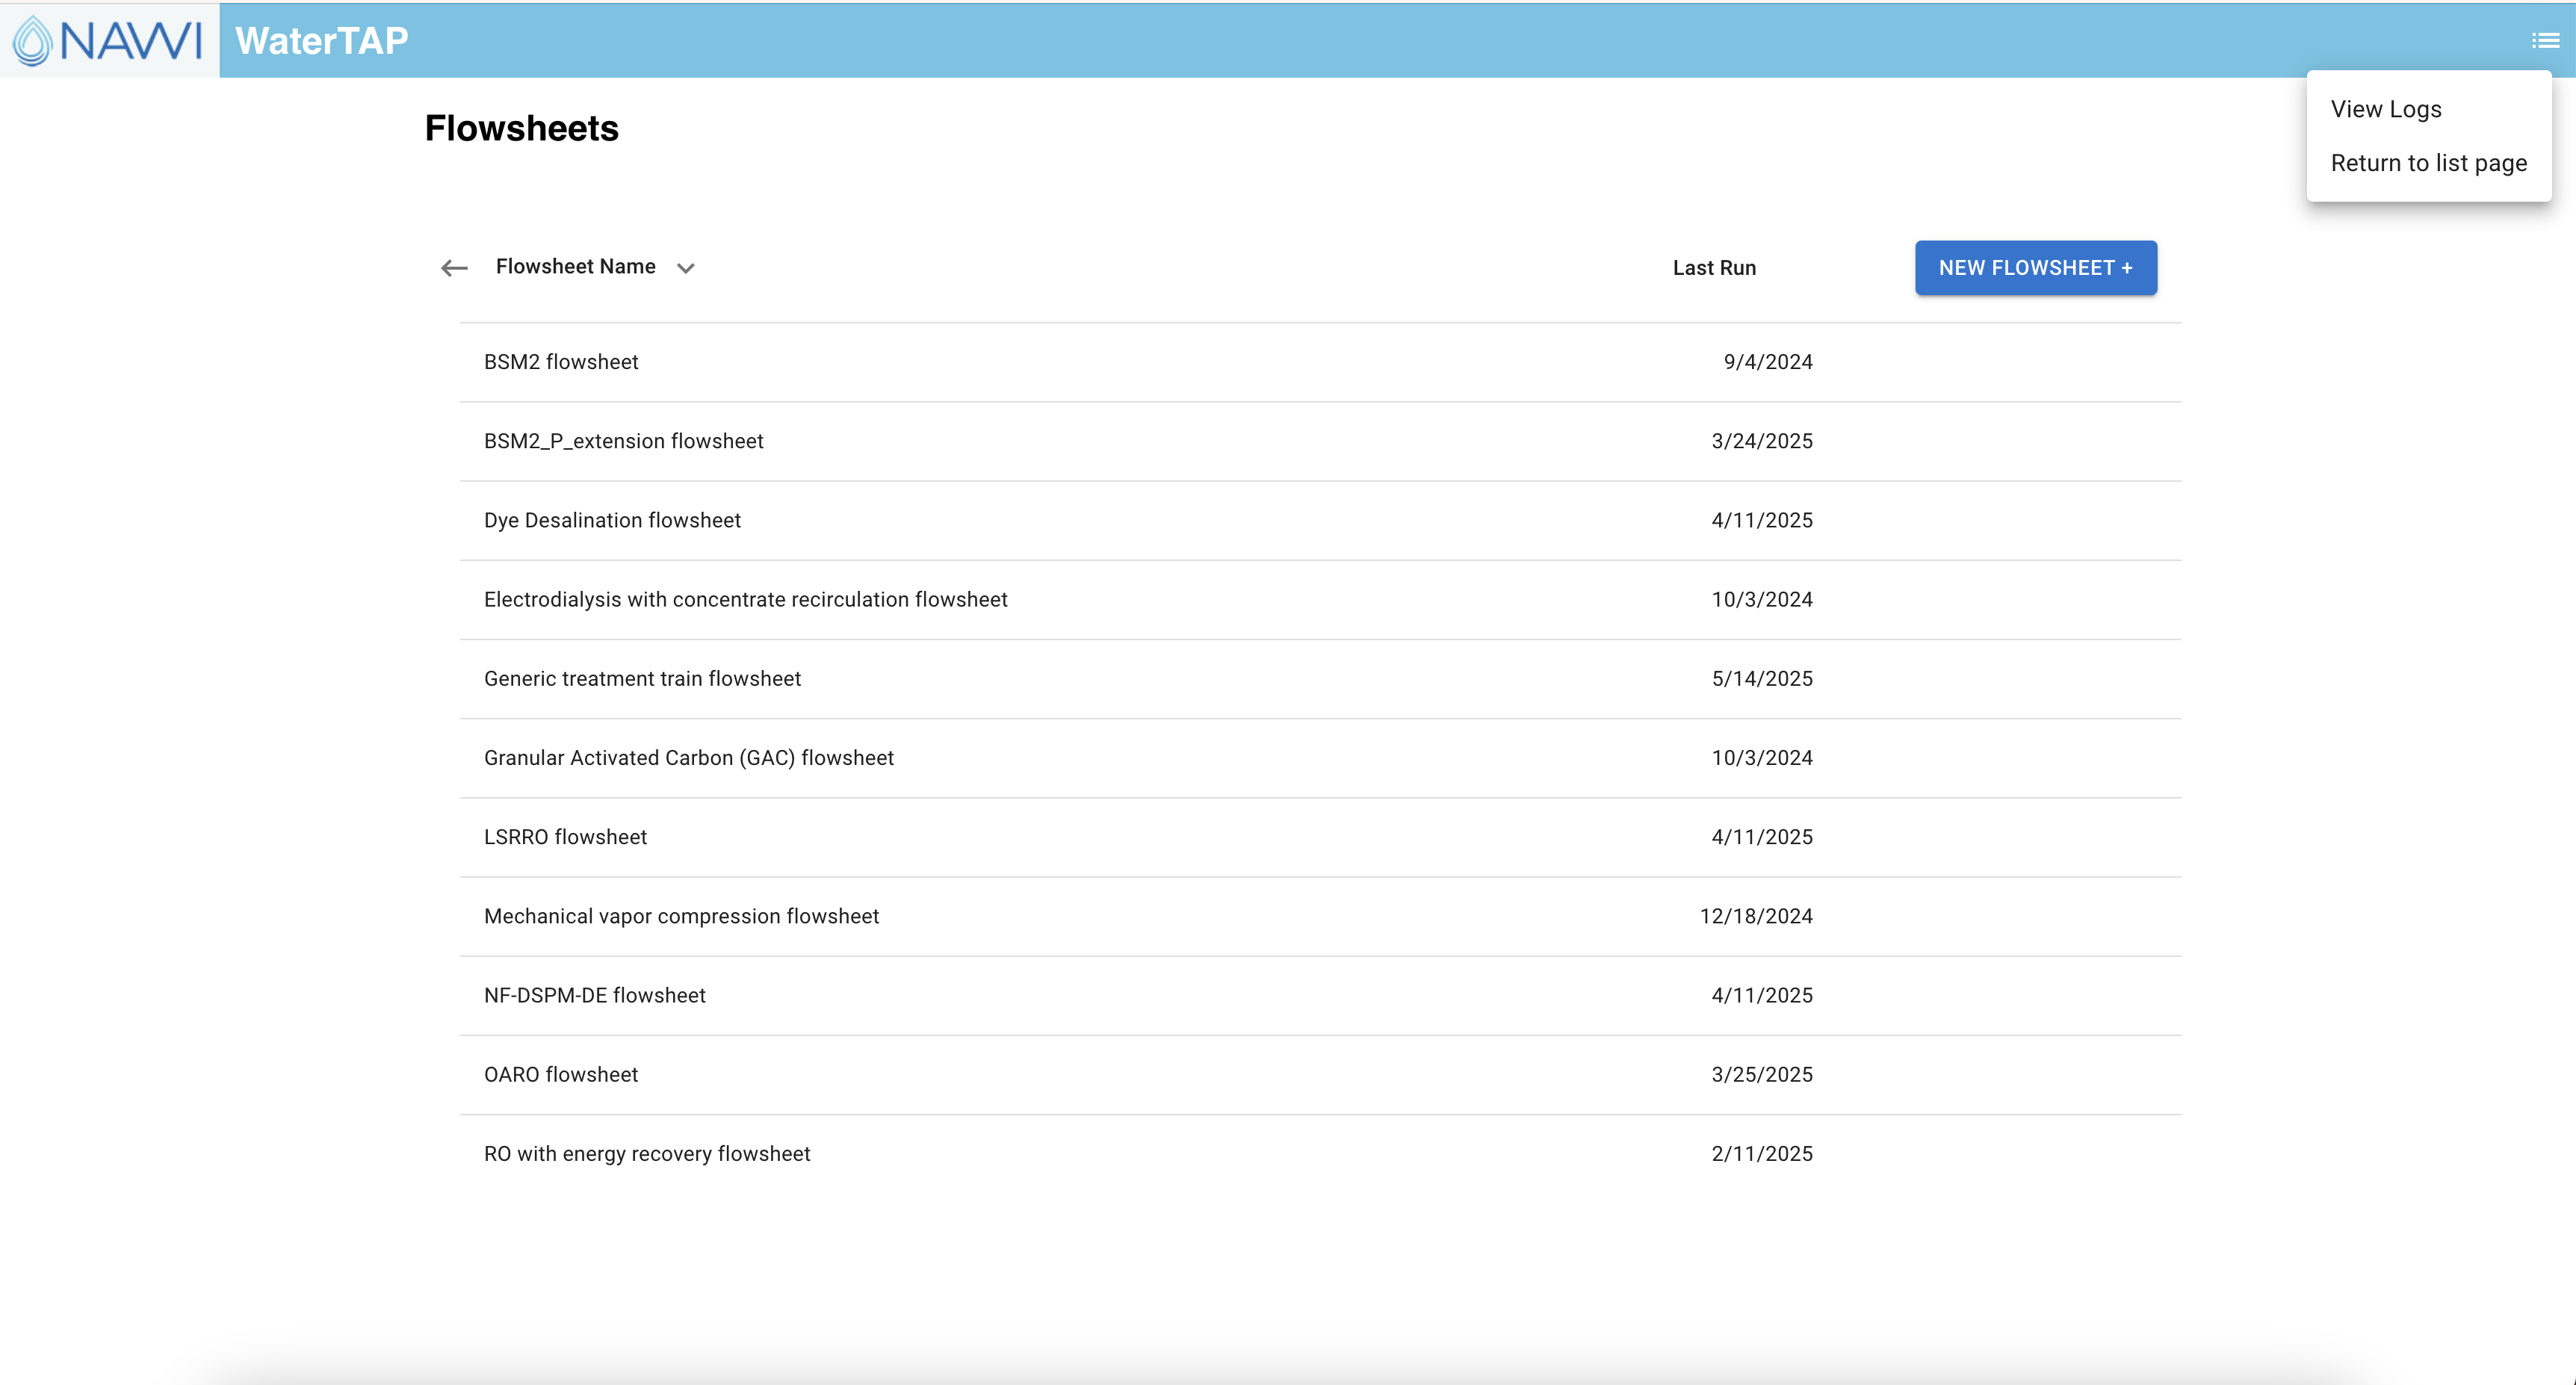 NAWI
WaterTAP
View Logs
Return to list page
Flowsheets
Flowsheet Name Last Run NEW FLOWSHEET +
BSM2 flowsheet 9/4/2024
BSM2_P_extension flowsheet 3/24/2025
Dye Desalination flowsheet 4/11/2025
Electrodialysis with concentrate recirculation flowsheet 10/3/2024
Generic treatment train flowsheet 5/14/2025
Granular Activated Carbon (GAC) flowsheet 10/3/2024
LSRRO flowsheet 4/11/2025
Mechanical vapor compression flowsheet 12/18/2024
NF-DSPM-DE flowsheet 4/11/2025
OARO flowsheet 3/25/2025
RO with energy recovery flowsheet 2/11/2025